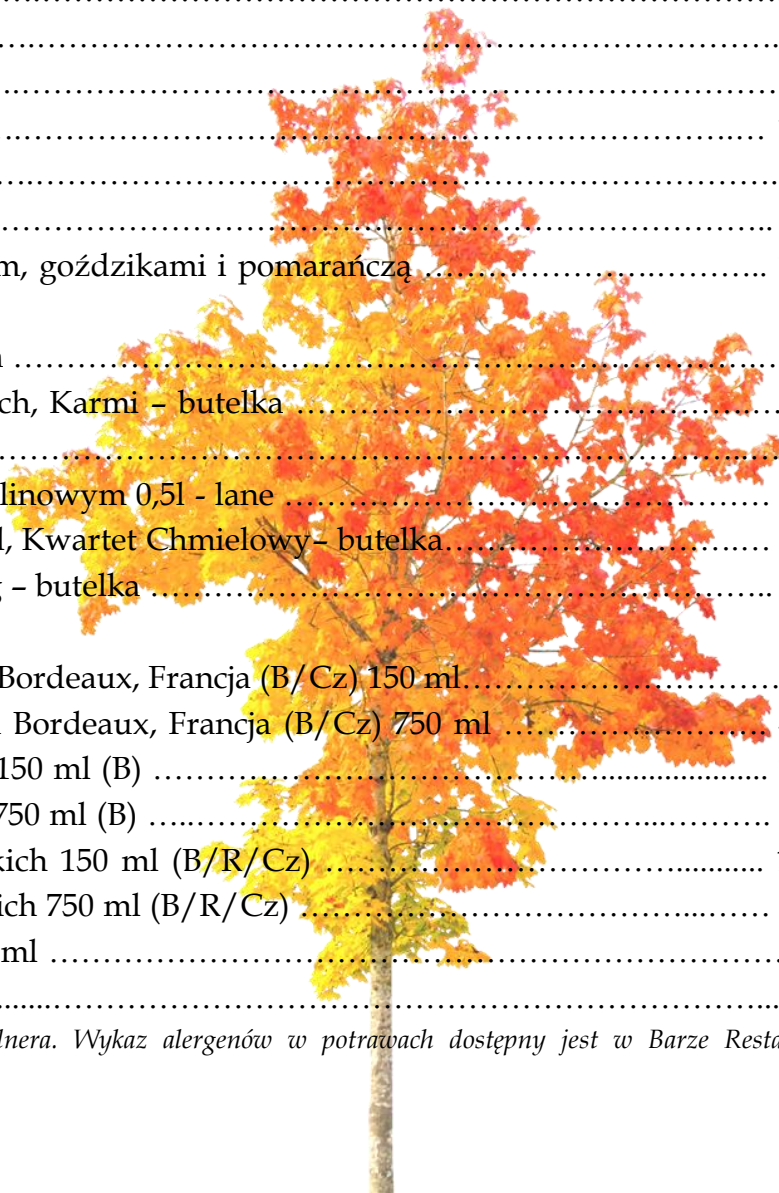 m, goździkami i pomarańczą ……………………………..
……………………………………………
ch, Karmi – butelka ……………………………………
linowym 0,5l - lane ……………………………………
l, Kwartet Chmielowy– butelka……………………………
– butelka ……………………………………………..
Bordeaux, Francja (B/Cz) 150 ml……………………………
Bordeaux, Francja (B/Cz) 750 ml ……………………………
150 ml (B) ……………………………………………
750 ml (B) ……………………………………………
kich 150 ml (B/R/Cz) ……………………………………
ich 750 ml (B/R/Cz) ……………………………………
ml ……………………………………………………
lnera. Wykaz alergenów w potrawach dostępny jest w Barze Resta